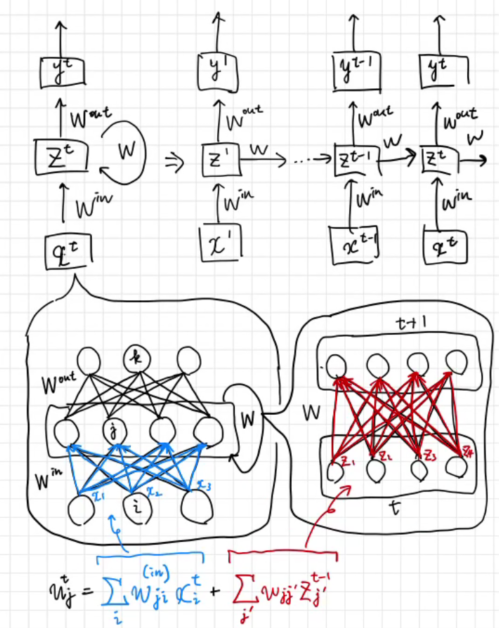 y^t y^1 y^{t-1} y^t
W^{out} W^{out} W^{out} W^{out}
z^t W ⇒ z^1 W ⋯ z^{t-1} W z^t W
W^{in} W^{in} W^{in} W^{in}
x^t x^1 x^{t-1} x^t
t+1
k
W^{out}
j W W
W^{in}
z_1 z_2 z_3 z_4
x_1 x_2 x_3
i t
u_j^t = \sum_i w_{ji}^{(in)} x_i^t + \sum_{j'} w_{jj'} z_{j'}^{t-1}